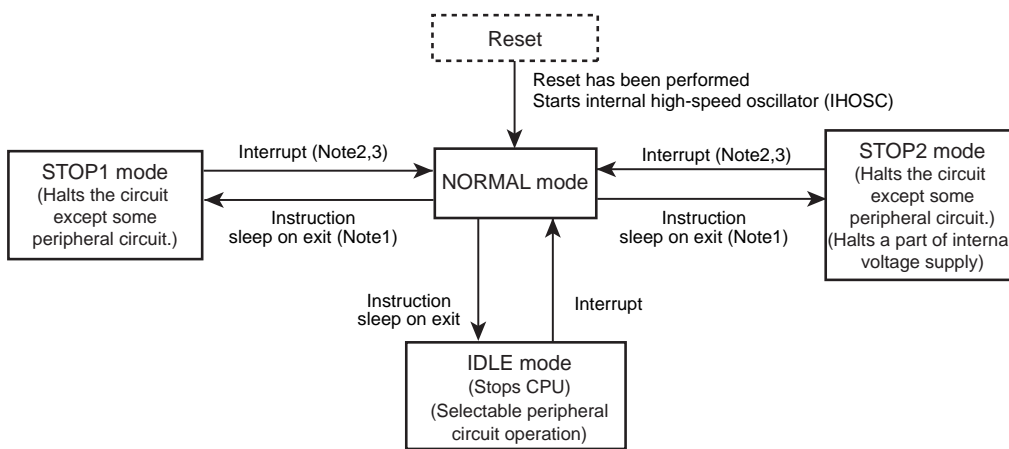 Reset
Reset has been performed
Starts internal high-speed oscillator (IHOSC)
STOP1 mode
(Halts the circuit
except some
peripheral circuit.)
Interrupt (Note2,3)
Instruction
sleep on exit (Note1)
NORMAL mode
Interrupt (Note2,3)
Instruction
sleep on exit (Note1)
STOP2 mode
(Halts the circuit
except some
peripheral circuit.)
(Halts a part of internal
voltage supply)
Instruction
sleep on exit
Interrupt
IDLE mode
(Stops CPU)
(Selectable peripheral
circuit operation)